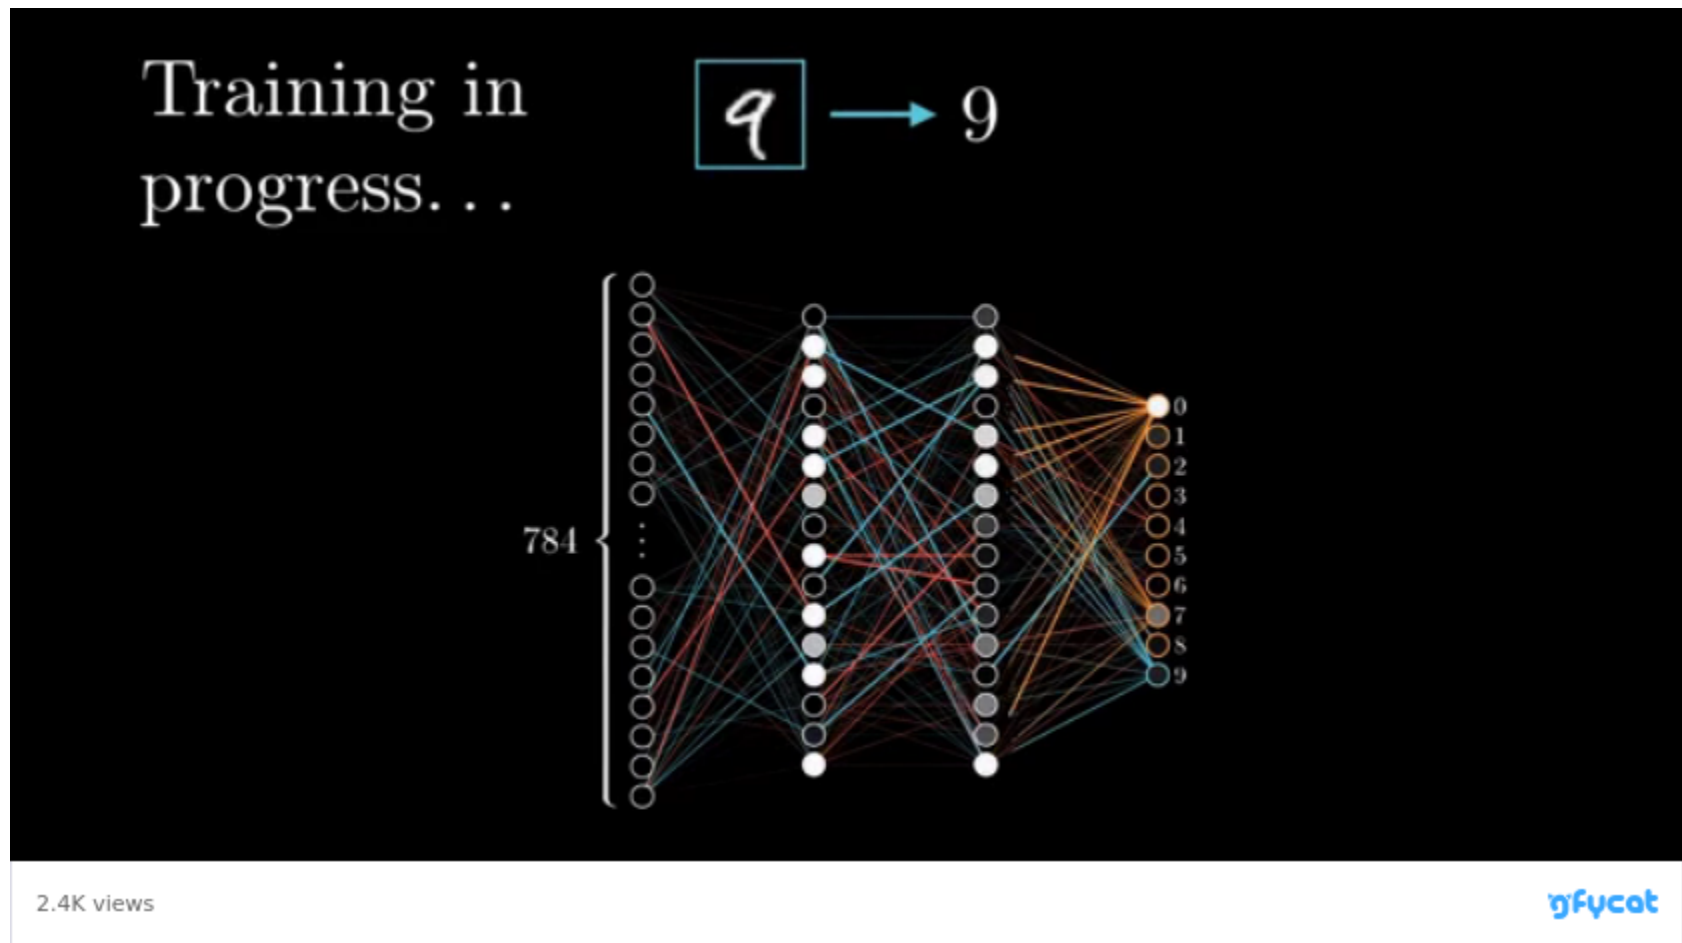 Training in
progress...
9 → 9
784
0
1
2
3
4
5
6
7
8
9
2.4K views
gfycat